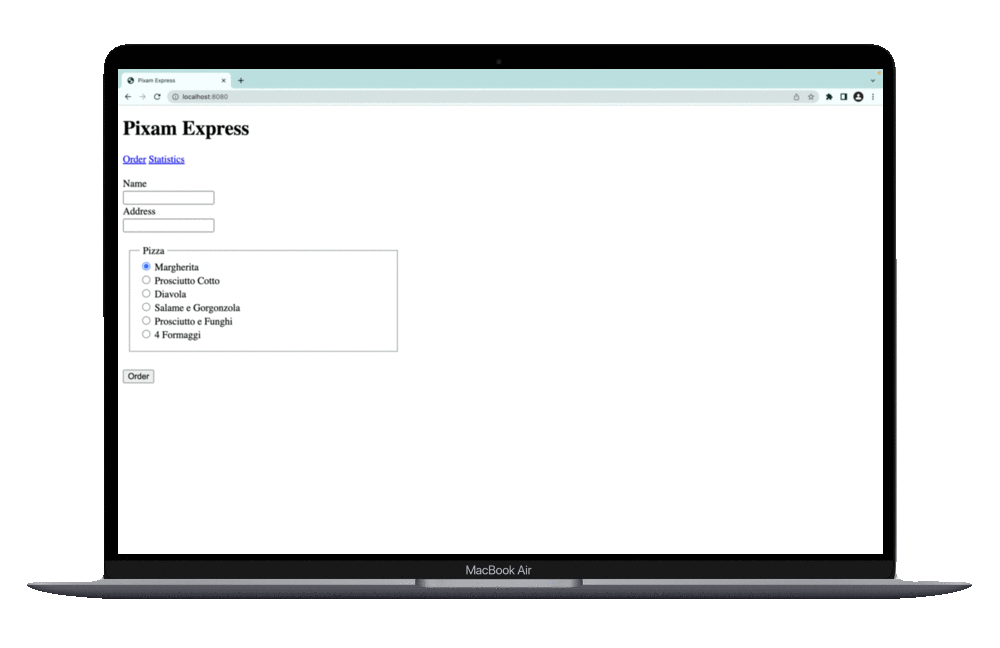 Pixam Express
localhost:8080
Pixam Express
Order Statistics
Name
Address
Pizza
Margherita
Prosciutto Cotto
Diavola
Salame e Gorgonzola
Prosciutto e Funghi
4 Formaggi
Order
MacBook Air